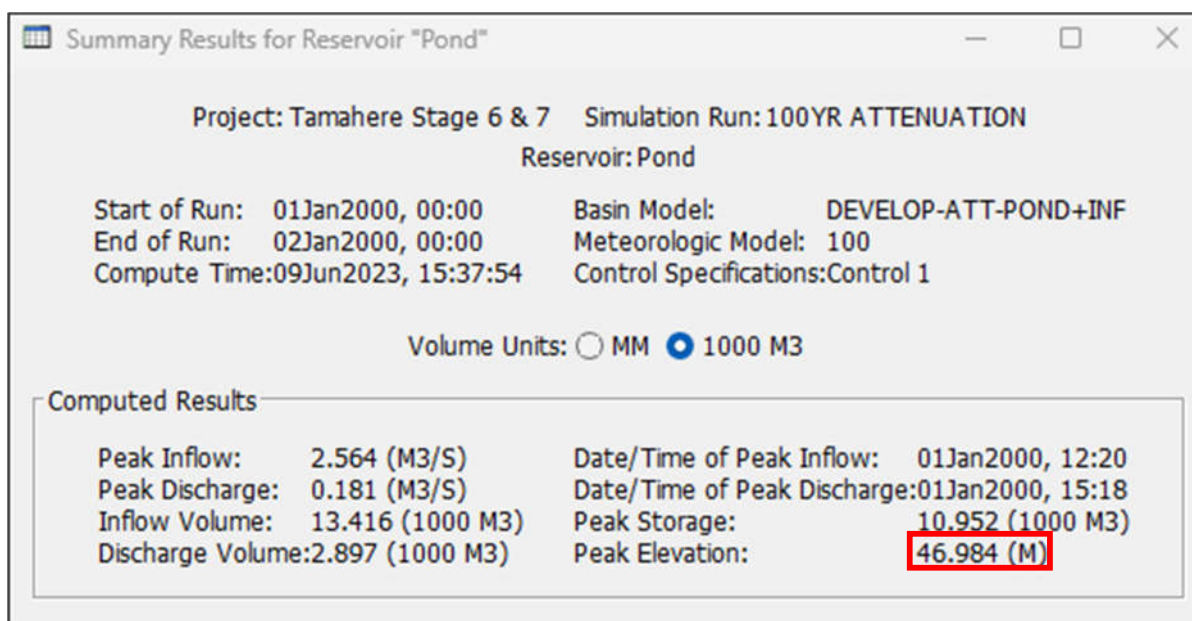 Summary Results for Reservoir "Pond"
Project: Tamahere Stage 6 & 7 Simulation Run: 100YR ATTENUATION
Reservoir: Pond
Start of Run: 01Jan2000, 00:00 Basin Model: DEVELOP-ATT-POND+INF
End of Run: 02Jan2000, 00:00 Meteorologic Model: 100
Compute Time:09Jun2023, 15:37:54 Control Specifications:Control 1
Volume Units: MM 1000 M3
Computed Results
Peak Inflow: 2.564 (M3/S) Date/Time of Peak Inflow: 01Jan2000, 12:20
Peak Discharge: 0.181 (M3/S) Date/Time of Peak Discharge:01Jan2000, 15:18
Inflow Volume: 13.416 (1000 M3) Peak Storage: 10.952 (1000 M3)
Discharge Volume:2.897 (1000 M3) Peak Elevation: 46.984 (M)